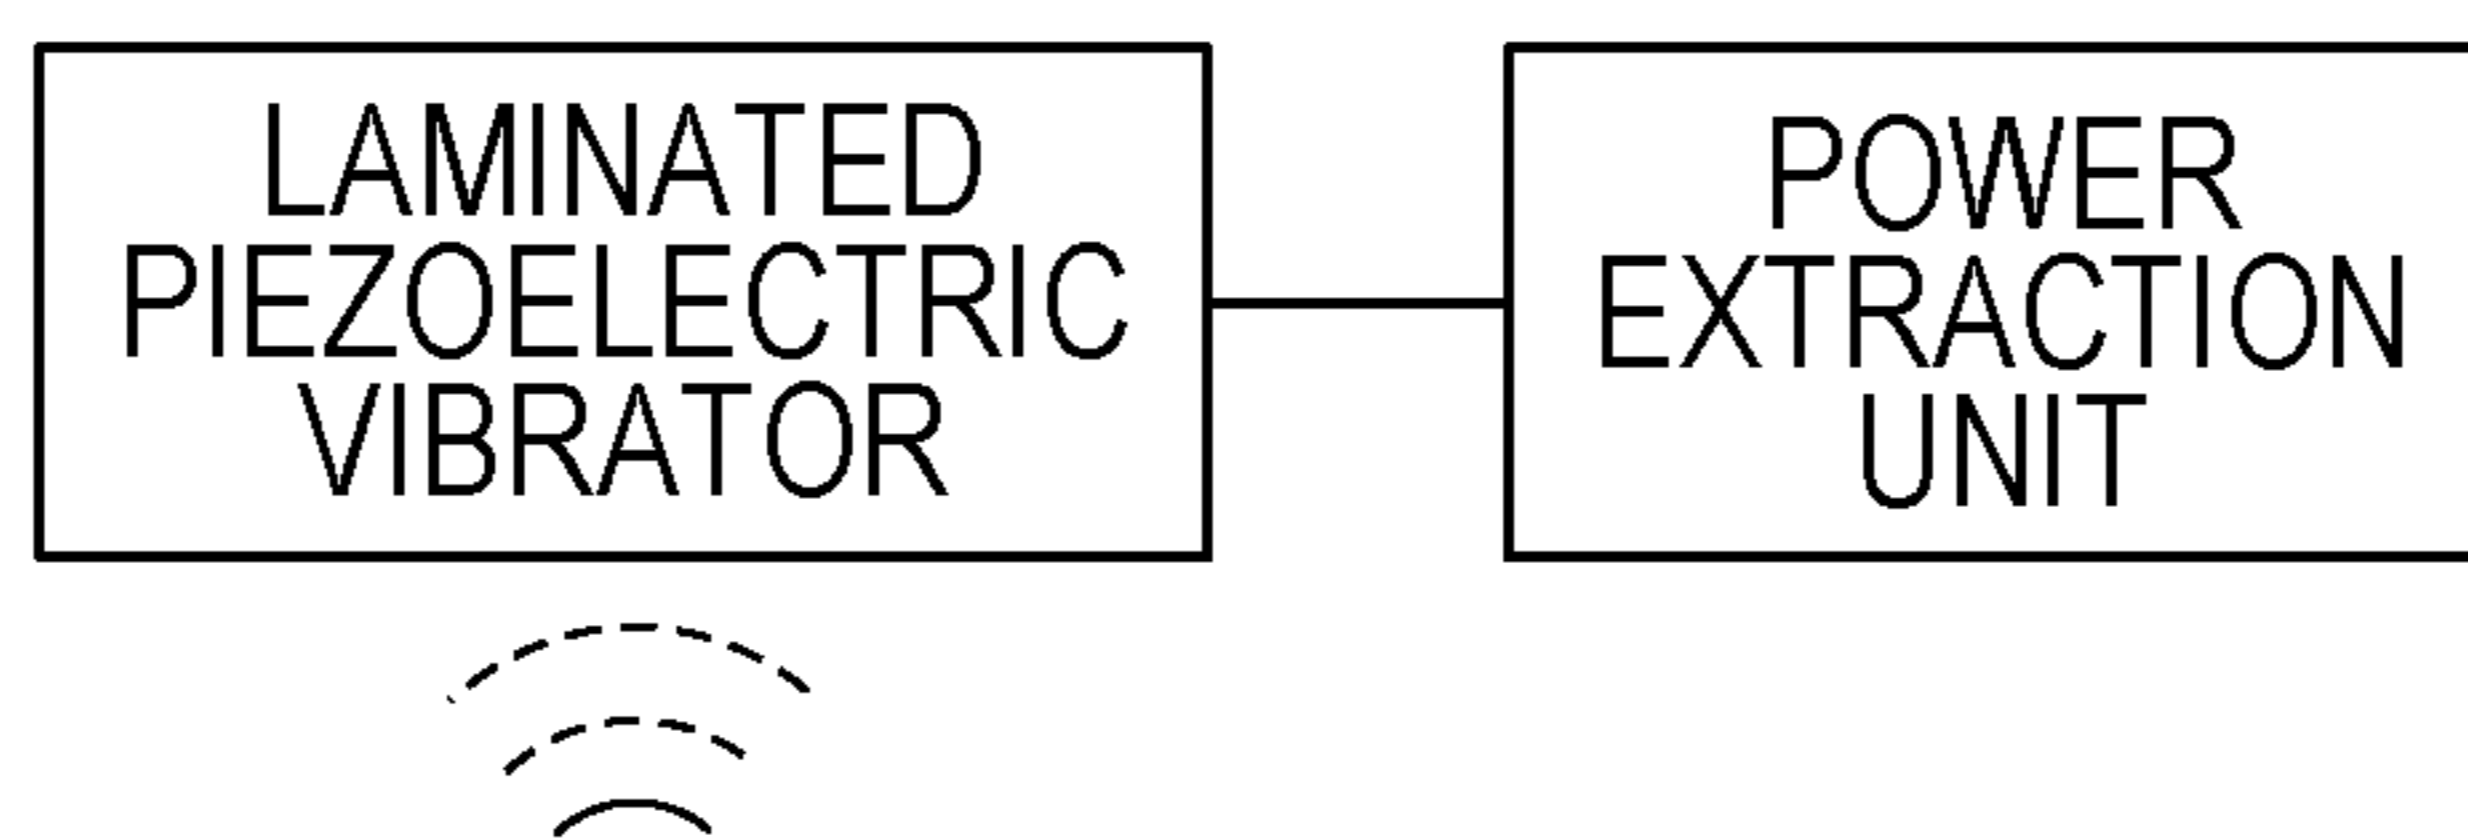 LAMINATED
PIEZOELECTRIC
VIBRATOR
POWER
EXTRACTION
UNIT